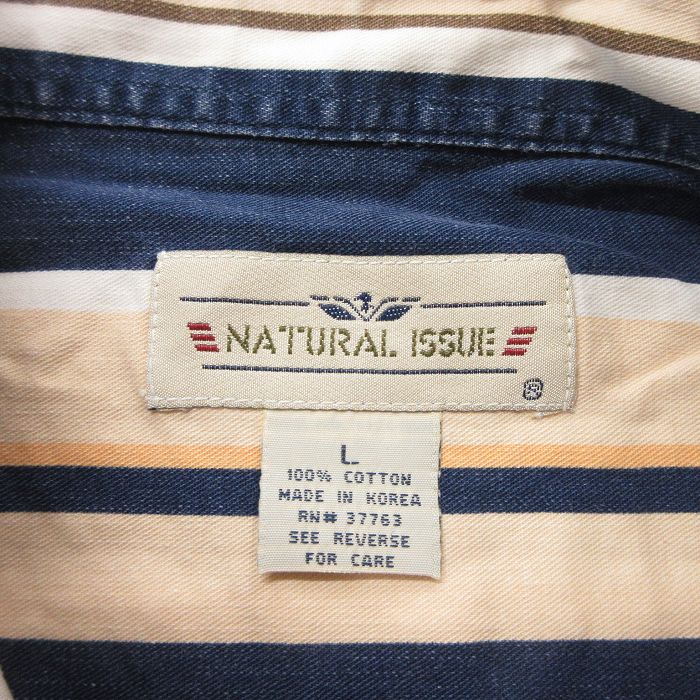 NATURAL ISSUE
®
L
100% COTTON
MADE IN KOREA
RN# 37763
SEE REVERSE
FOR CARE